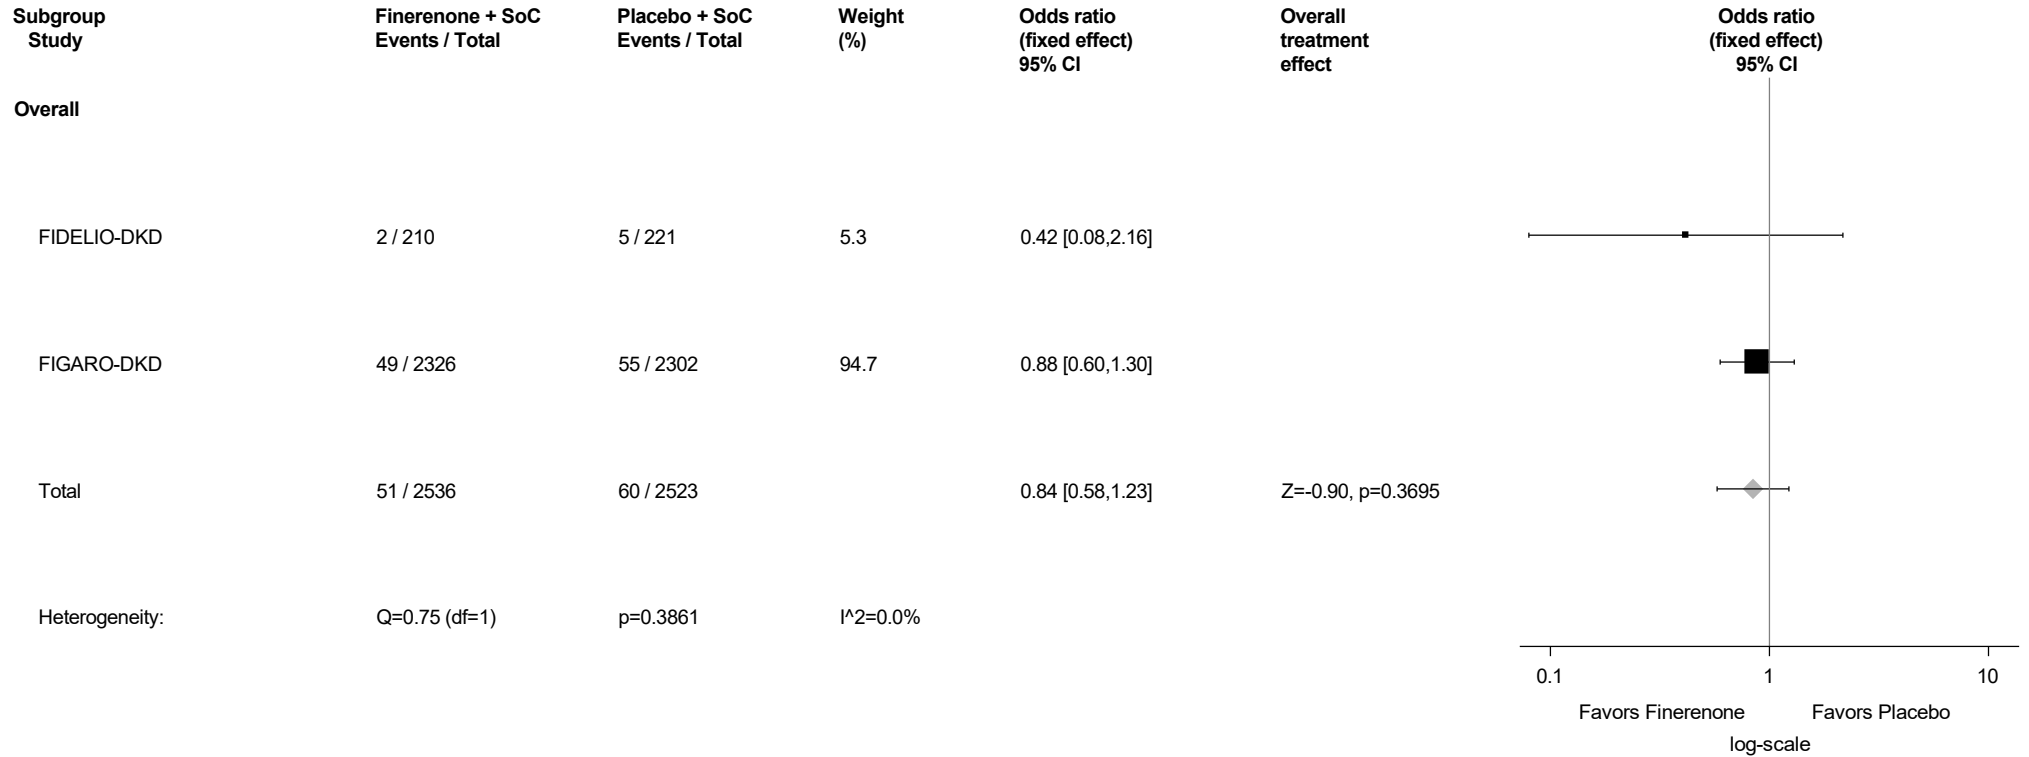 Subgroup Finerenone + SoC Placebo + SoC Weight Odds ratio Overall Odds ratio
Study Events / Total Events / Total (%) (fixed effect) treatment (fixed effect)
95% CI effect 95% CI
Overall
FIDELIO-DKD 2 / 210 5 / 221 5.3 0.42 [0.08,2.16]
FIGARO-DKD 49 / 2326 55 / 2302 94.7 0.88 [0.60,1.30]
Total 51 / 2536 60 / 2523 0.84 [0.58,1.23] Z=-0.90, p=0.3695
Heterogeneity: Q=0.75 (df=1) p=0.3861 I^2=0.0%
0.1 1 10
Favors Finerenone Favors Placebo
log-scale